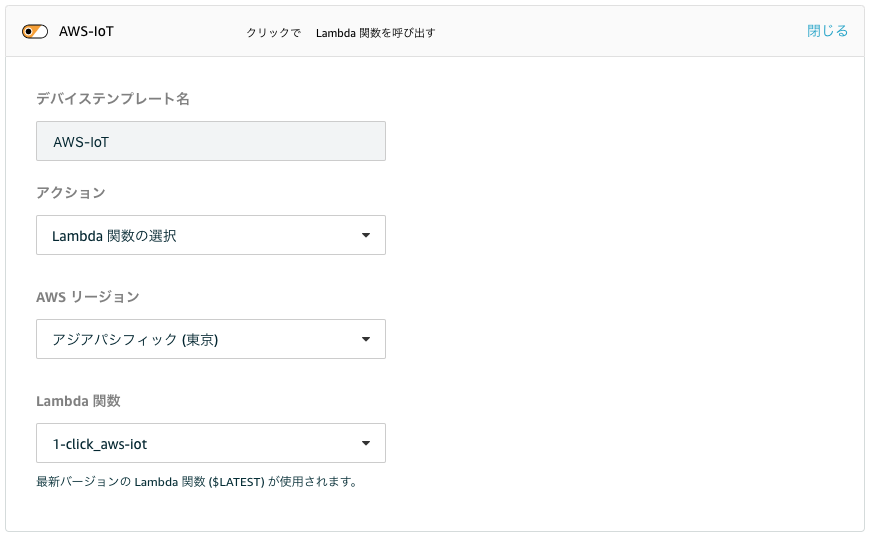 AWS-IoT クリックで Lambda 関数を呼び出す 閉じる
デバイステンプレート名
AWS-IoT
アクション
Lambda 関数の選択
AWS リージョン
アジアパシフィック (東京)
Lambda 関数
1-click_aws-iot
最新バージョンの Lambda 関数 ($LATEST) が使用されます。